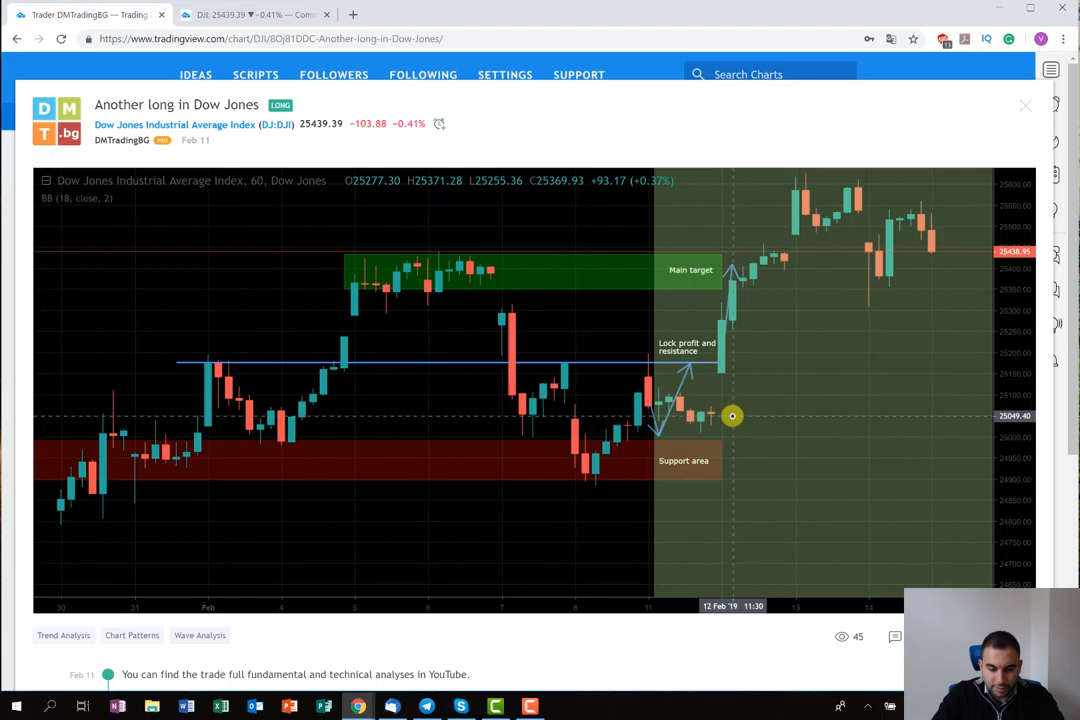 Trader DMTradingBG — Trading
DJI: 25439.39 ▼−0.41% — Com
https://www.tradingview.com/chart/DJI/8Oj81DDC-Another-long-in-Dow-Jones/
IDEAS SCRIPTS FOLLOWERS FOLLOWING SETTINGS SUPPORT Search Charts
DMT.bg
Another long in Dow Jones LONG
Dow Jones Industrial Average Index (DJ:DJI) 25439.39 −103.88 −0.41%
DMTradingBG PRO Feb 11
Dow Jones Industrial Average Index, 60, Dow Jones O25277.30 H25371.28 L25255.36 C25369.93 +93.17 (+0.37%)
BB (18, close, 2)
25600.00
25550.00
25500.00
25438.95
25400.00
25350.00
25300.00
25250.00
25200.00
25150.00
25100.00
25049.40
25000.00
24950.00
24900.00
24850.00
24800.00
24750.00
24700.00
24650.00
Main target
Lock profit and
resistance
Support area
30 31 Feb 4 5 6 7 8 11 12 Feb '19 11:30 13 14
Trend Analysis Chart Patterns Wave Analysis 45
Feb 11 You can find the trade full fundamental and technical analyses in YouTube.